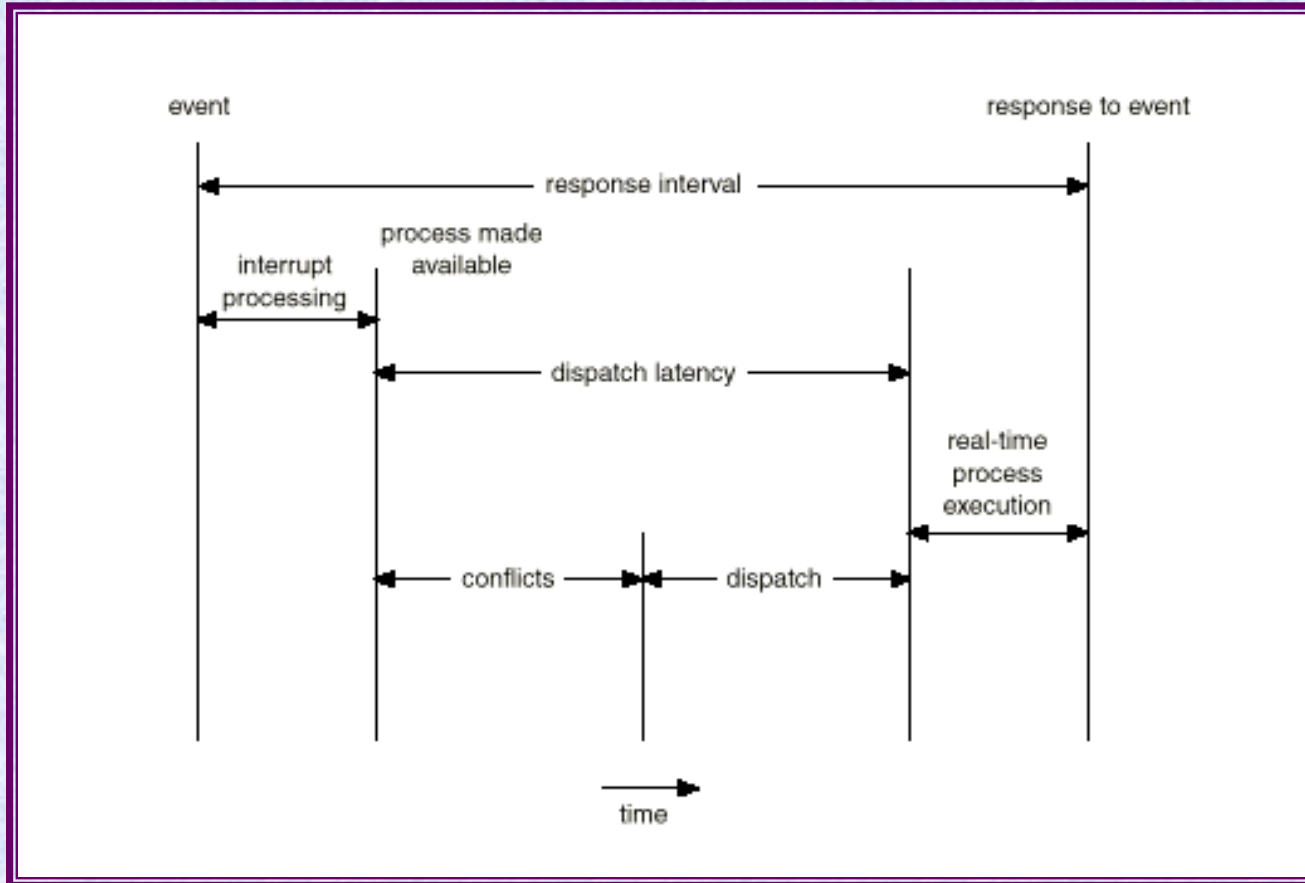 event
response to event
response interval
process made
available
interrupt
processing
dispatch latency
real-time
process
execution
conflicts
dispatch
time